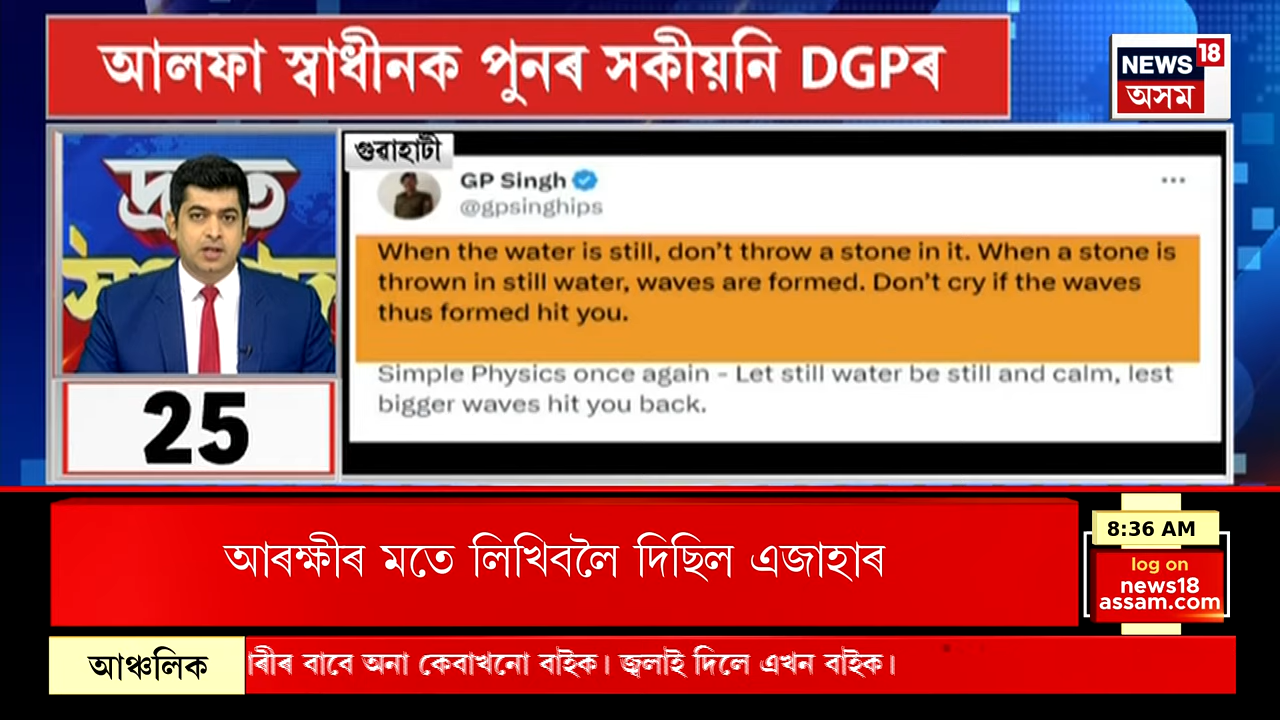 আলফা স্বাধীনক পুনৰ সকীয়নি DGPৰ
NEWS 18
অসম
গুৱাহাটী
GP Singh
@gpsinghips
When the water is still, don’t throw a stone in it. When a stone is
thrown in still water, waves are formed. Don’t cry if the waves
thus formed hit you.
Simple Physics once again - Let still water be still and calm, lest
bigger waves hit you back.
দ্ৰুত
25
আৰক্ষীৰ মতে লিখিবলৈ দিছিল এজাহাৰ
8:36 AM
log on
news18
assam.com
আঞ্চলিক
ৰীৰ বাবে অনা কেবাখনো বাইক। জ্বলাই দিলে এখন বাইক।